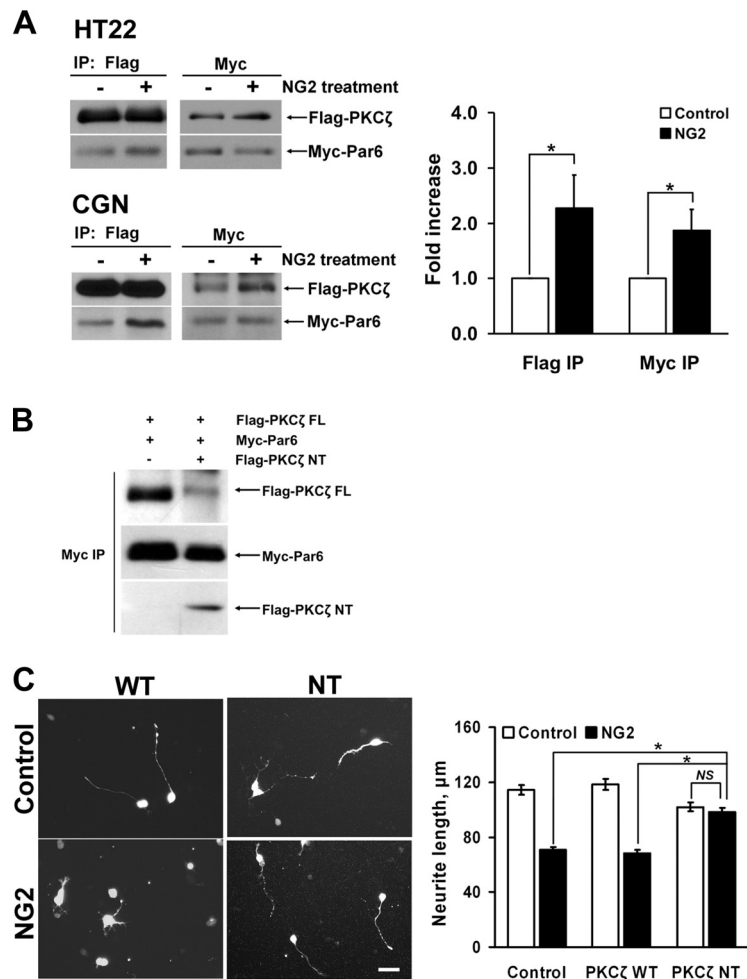 A
HT22
IP: Flag Myc
- + - + NG2 treatment
Flag-PKCζ
Myc-Par6
CGN
IP: Flag Myc
- + - + NG2 treatment
Flag-PKCζ
Myc-Par6
Fold increase
4.0
3.0
2.0
1.0
0.0
Control
NG2
*
*
Flag IP Myc IP
B
+ + Flag-PKCζ FL
+ + Myc-Par6
- + Flag-PKCζ NT
Myc IP
Flag-PKCζ FL
Myc-Par6
Flag-PKCζ NT
C
WT NT
Control
NG2
Neurite length, μm
160
120
80
40
0
Control NG2
*
*
NS
Control PKCζ WT PKCζ NT